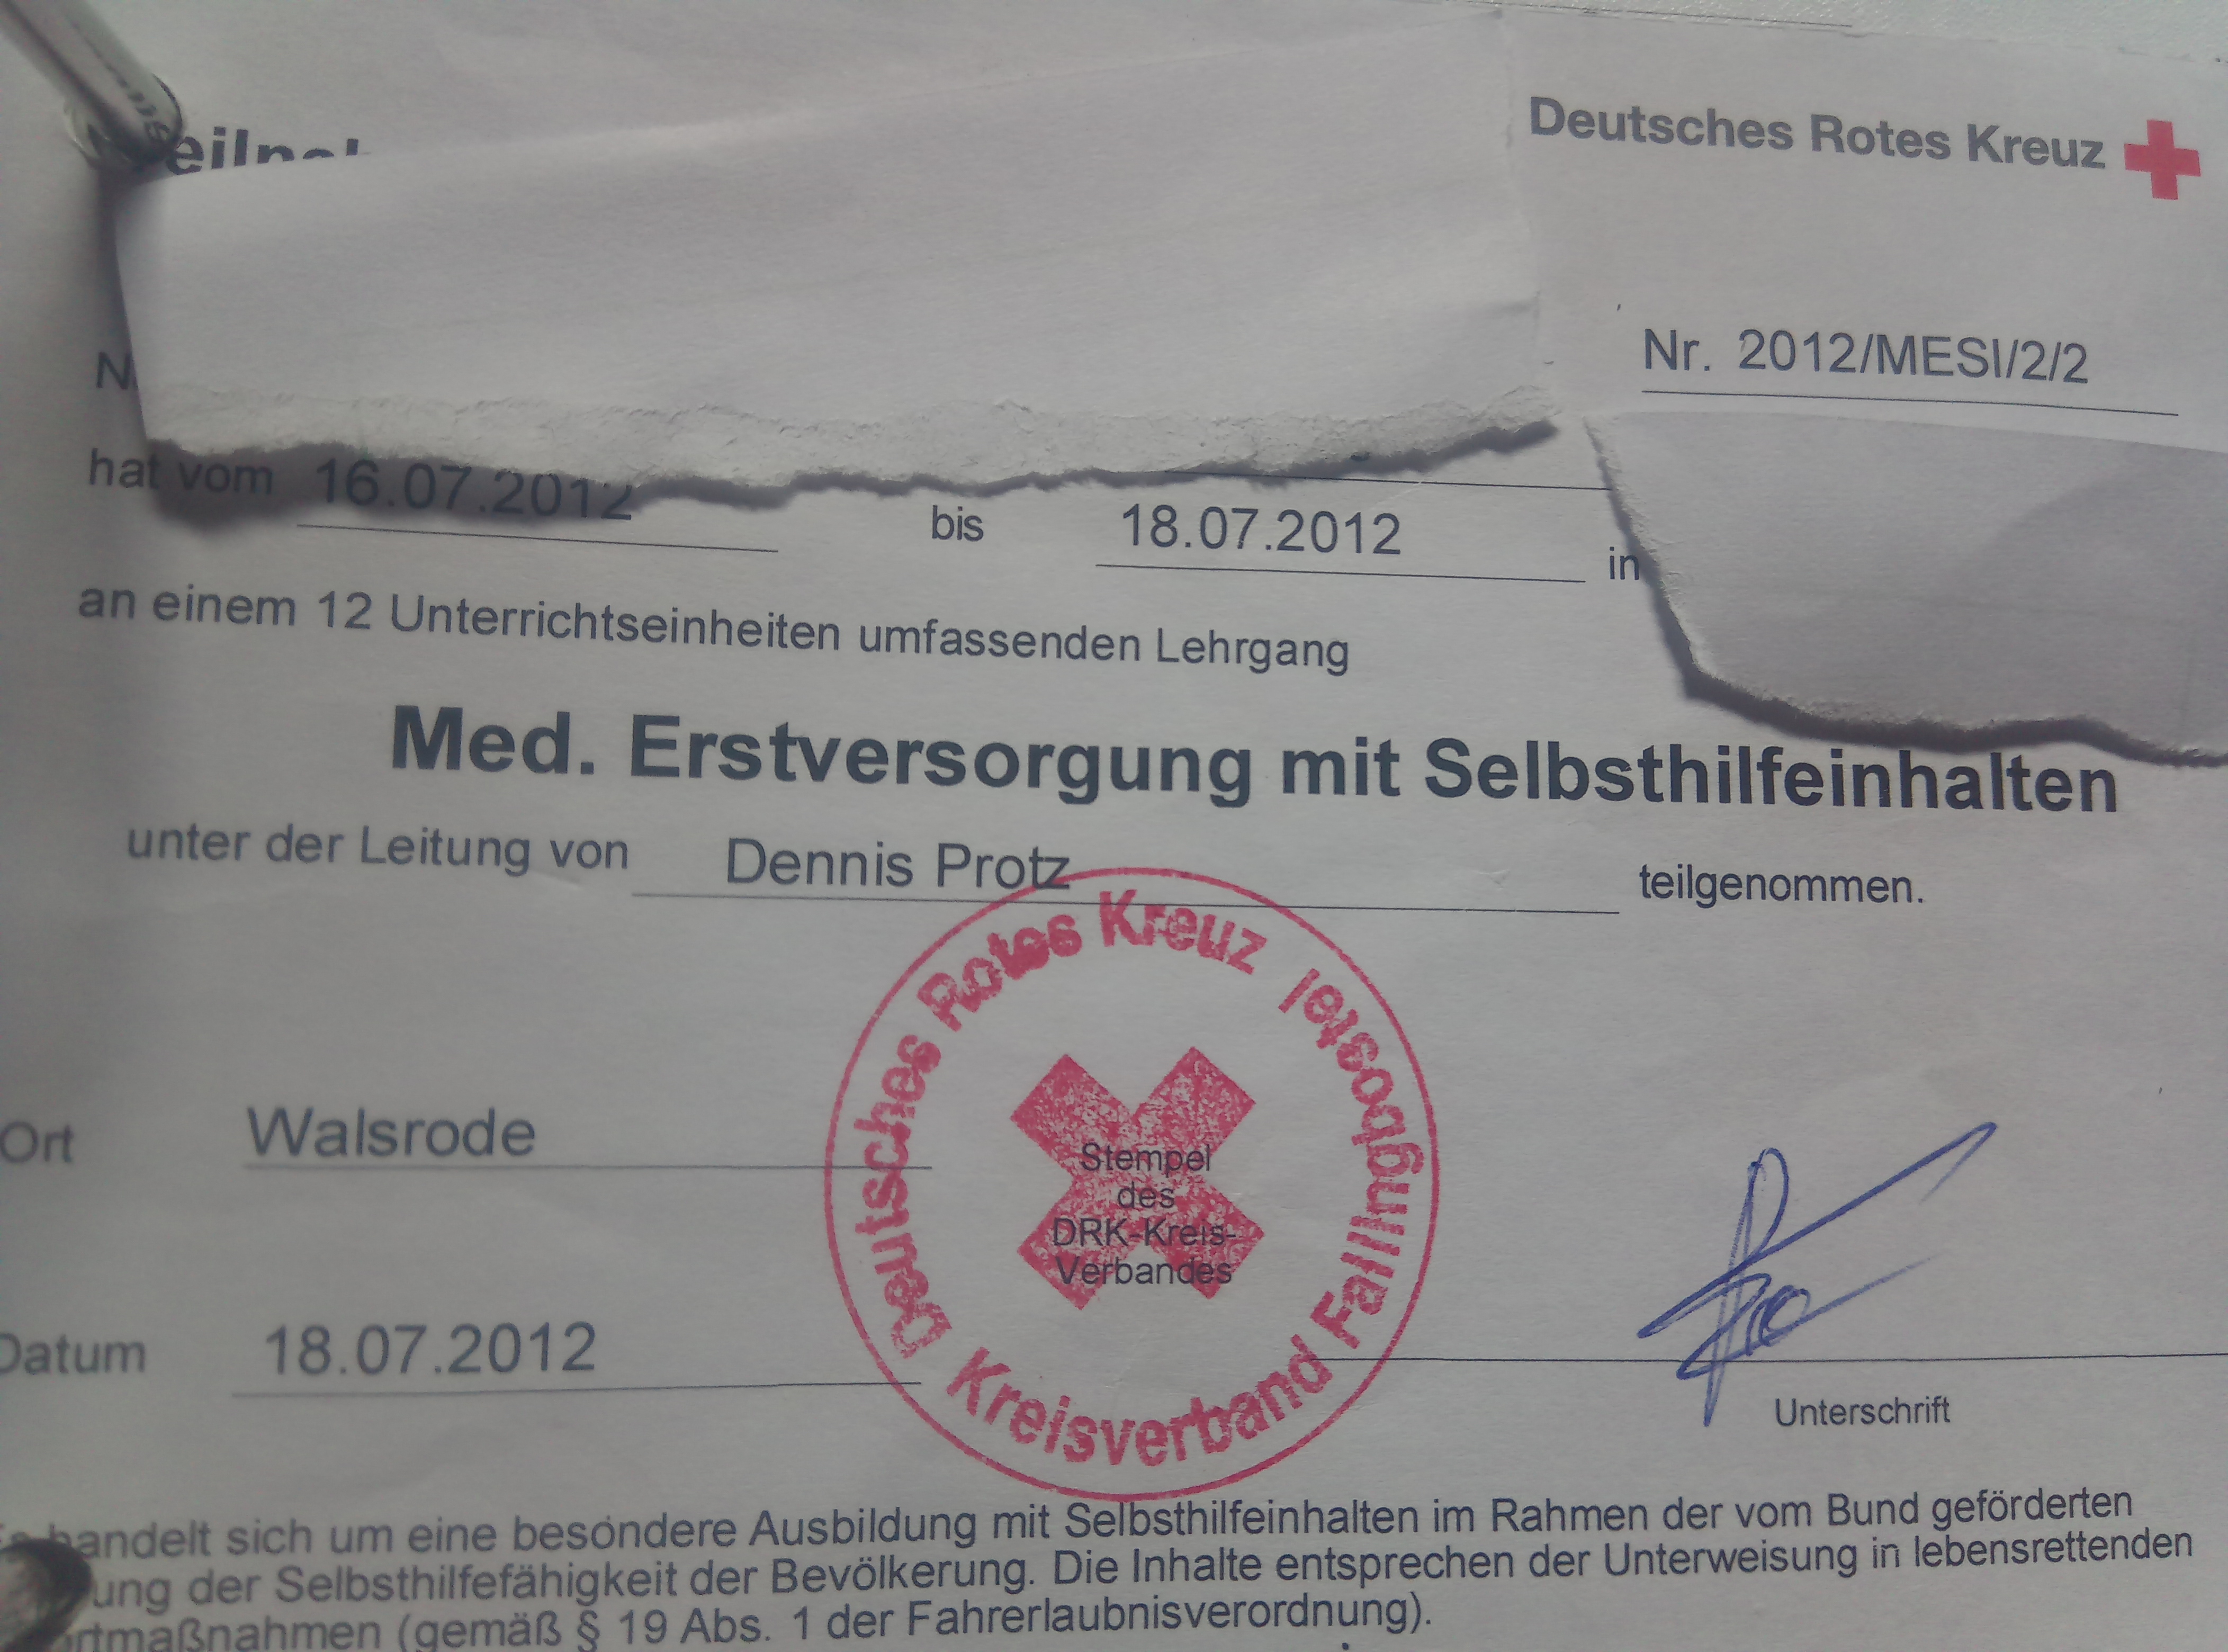 Deutsches Rotes Kreuz
Nr. 2012/MESI/2/2
hat vom 16.07.2012 bis 18.07.2012 in
an einem 12 Unterrichtseinheiten umfassenden Lehrgang
Med. Erstversorgung mit Selbsthilfeinhalten
unter der Leitung von Dennis Protz teilgenommen.
Deutsches Rotes Kreuz
Kreisverband Fallingbostel
Stempel
des
DRK-Kreis-
Verbandes
Ort Walsrode
Datum 18.07.2012
Unterschrift
handelt sich um eine besondere Ausbildung mit Selbsthilfeinhalten im Rahmen der vom Bund geförderten
ung der Selbsthilfefähigkeit der Bevölkerung. Die Inhalte entsprechen der Unterweisung in lebensrettenden
ortmaßnahmen (gemäß § 19 Abs. 1 der Fahrerlaubnisverordnung).